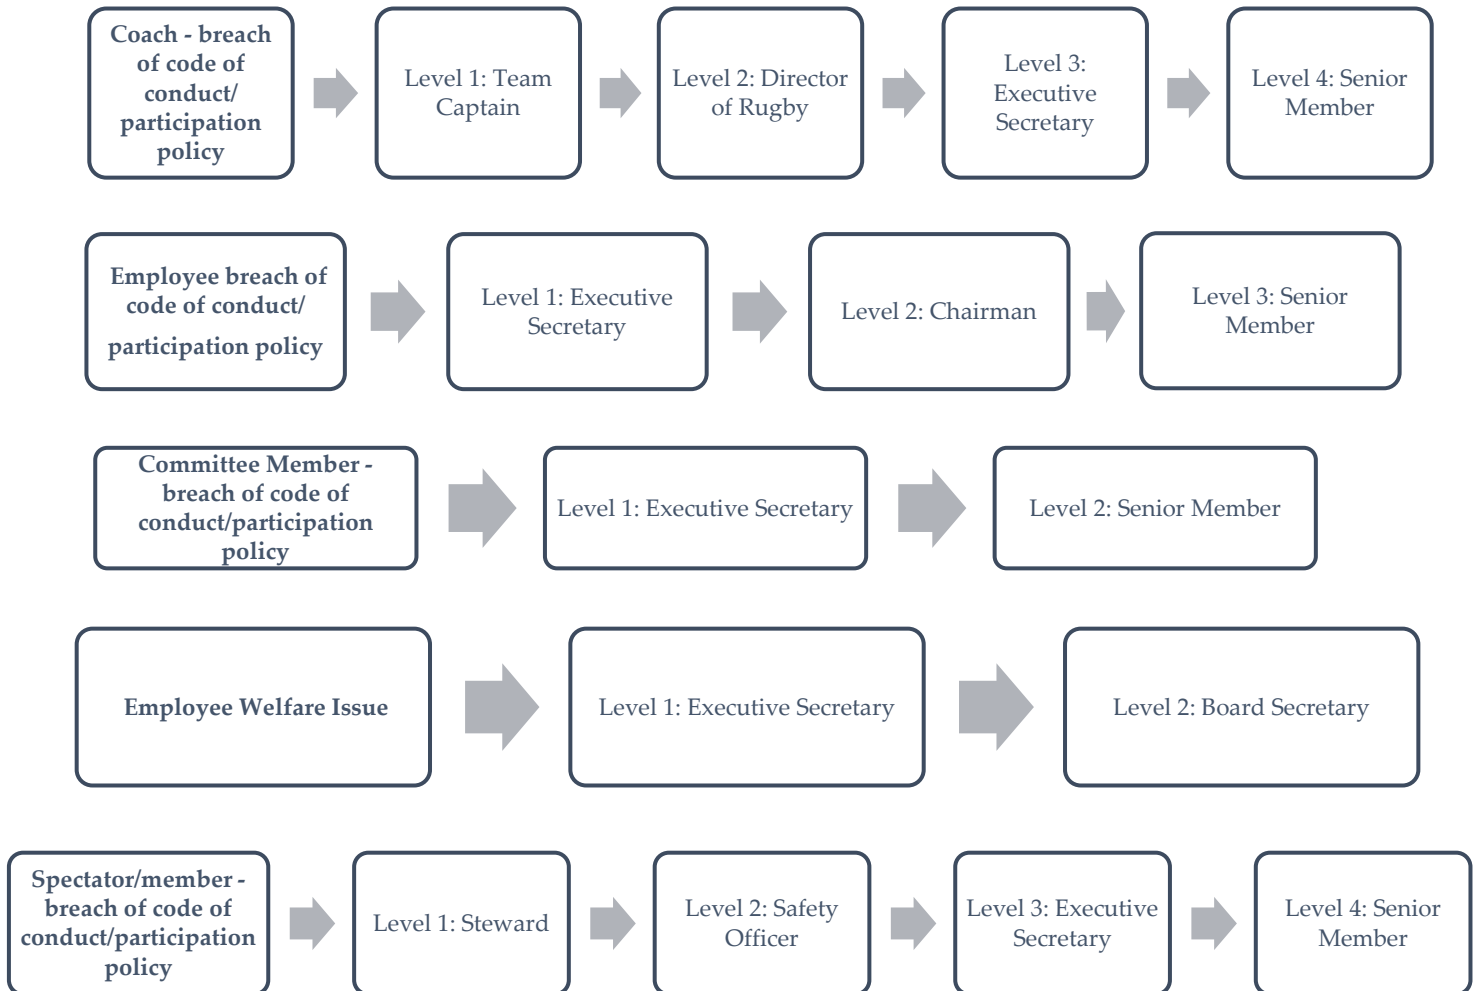 Coach - breach
of code of
conduct/
participation
policy
Level 1: Team
Captain
Level 2: Director
of Rugby
Level 3:
Executive
Secretary
Level 4: Senior
Member
Employee breach of
code of conduct/
participation policy
Level 1: Executive
Secretary
Level 2: Chairman
Level 3: Senior
Member
Committee Member -
breach of code of
conduct/participation
policy
Level 1: Executive Secretary
Level 2: Senior Member
Employee Welfare Issue
Level 1: Executive Secretary
Level 2: Board Secretary
Spectator/member -
breach of code of
conduct/participation
policy
Level 1: Steward
Level 2: Safety
Officer
Level 3: Executive
Secretary
Level 4: Senior
Member